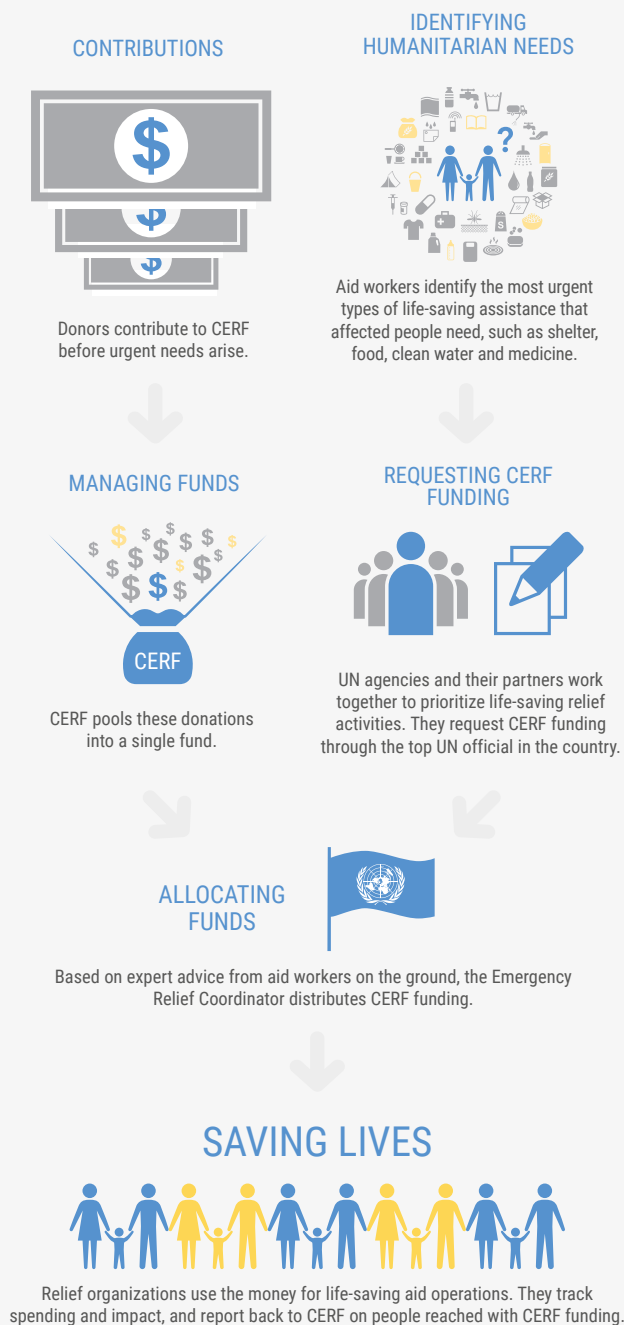 CONTRIBUTIONS
$
$
$
Donors contribute to CERF
before urgent needs arise.
IDENTIFYING
HUMANITARIAN NEEDS
?
S
Aid workers identify the most urgent
types of life-saving assistance that
affected people need, such as shelter,
food, clean water and medicine.
MANAGING FUNDS
$ $ $ $ $ $ $ $ $ $ $ $ $ $ $ $
CERF
CERF pools these donations
into a single fund.
REQUESTING CERF
FUNDING
UN agencies and their partners work
together to prioritize life-saving relief
activities. They request CERF funding
through the top UN official in the country.
ALLOCATING
FUNDS
Based on expert advice from aid workers on the ground, the Emergency
Relief Coordinator distributes CERF funding.
SAVING LIVES
Relief organizations use the money for life-saving aid operations. They track
spending and impact, and report back to CERF on people reached with CERF funding.